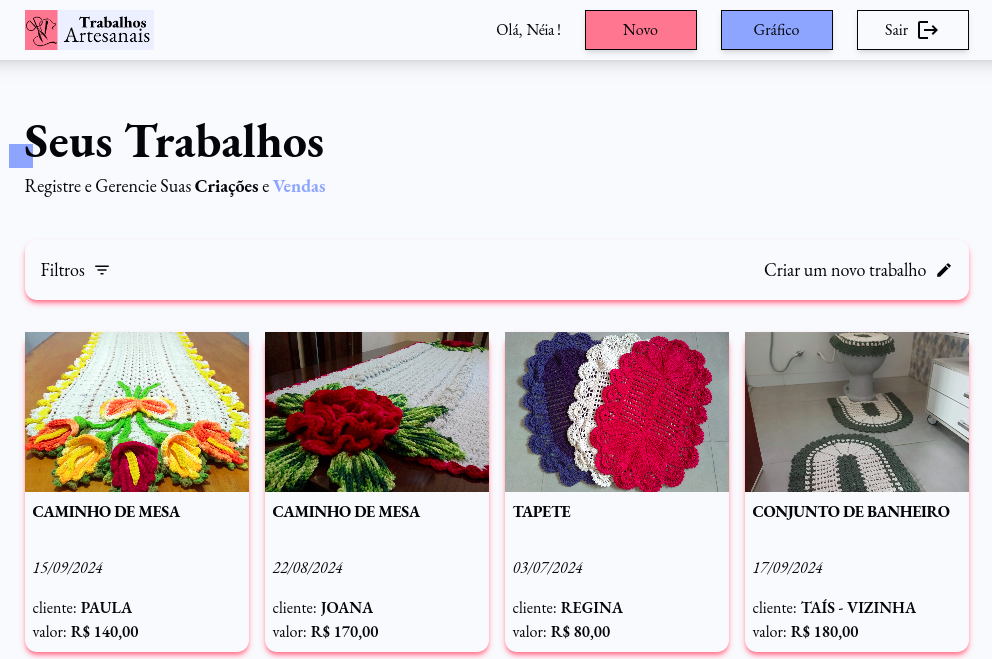 Trabalhos
Artesanais
Olá, Néia !
Novo
Gráfico
Sair
Seus Trabalhos
Registre e Gerencie Suas Criações e Vendas
Filtros
Criar um novo trabalho
CAMINHO DE MESA
15/09/2024
cliente: PAULA
valor: R$ 140,00
CAMINHO DE MESA
22/08/2024
cliente: JOANA
valor: R$ 170,00
TAPETE
03/07/2024
cliente: REGINA
valor: R$ 80,00
CONJUNTO DE BANHEIRO
17/09/2024
cliente: TAÍS - VIZINHA
valor: R$ 180,00